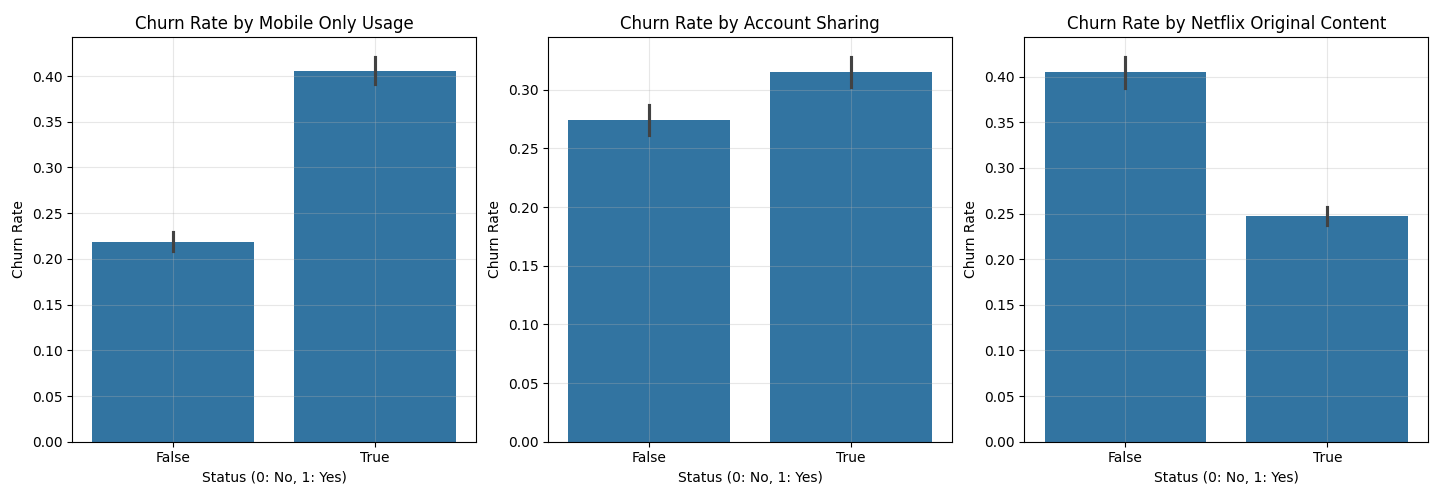 Churn Rate by Mobile Only Usage
Churn Rate
0.40
0.35
0.30
0.25
0.20
0.15
0.10
0.05
0.00
False True
Status (0: No, 1: Yes)
Churn Rate by Account Sharing
Churn Rate
0.30
0.25
0.20
0.15
0.10
0.05
0.00
False True
Status (0: No, 1: Yes)
Churn Rate by Netflix Original Content
Churn Rate
0.40
0.35
0.30
0.25
0.20
0.15
0.10
0.05
0.00
False True
Status (0: No, 1: Yes)